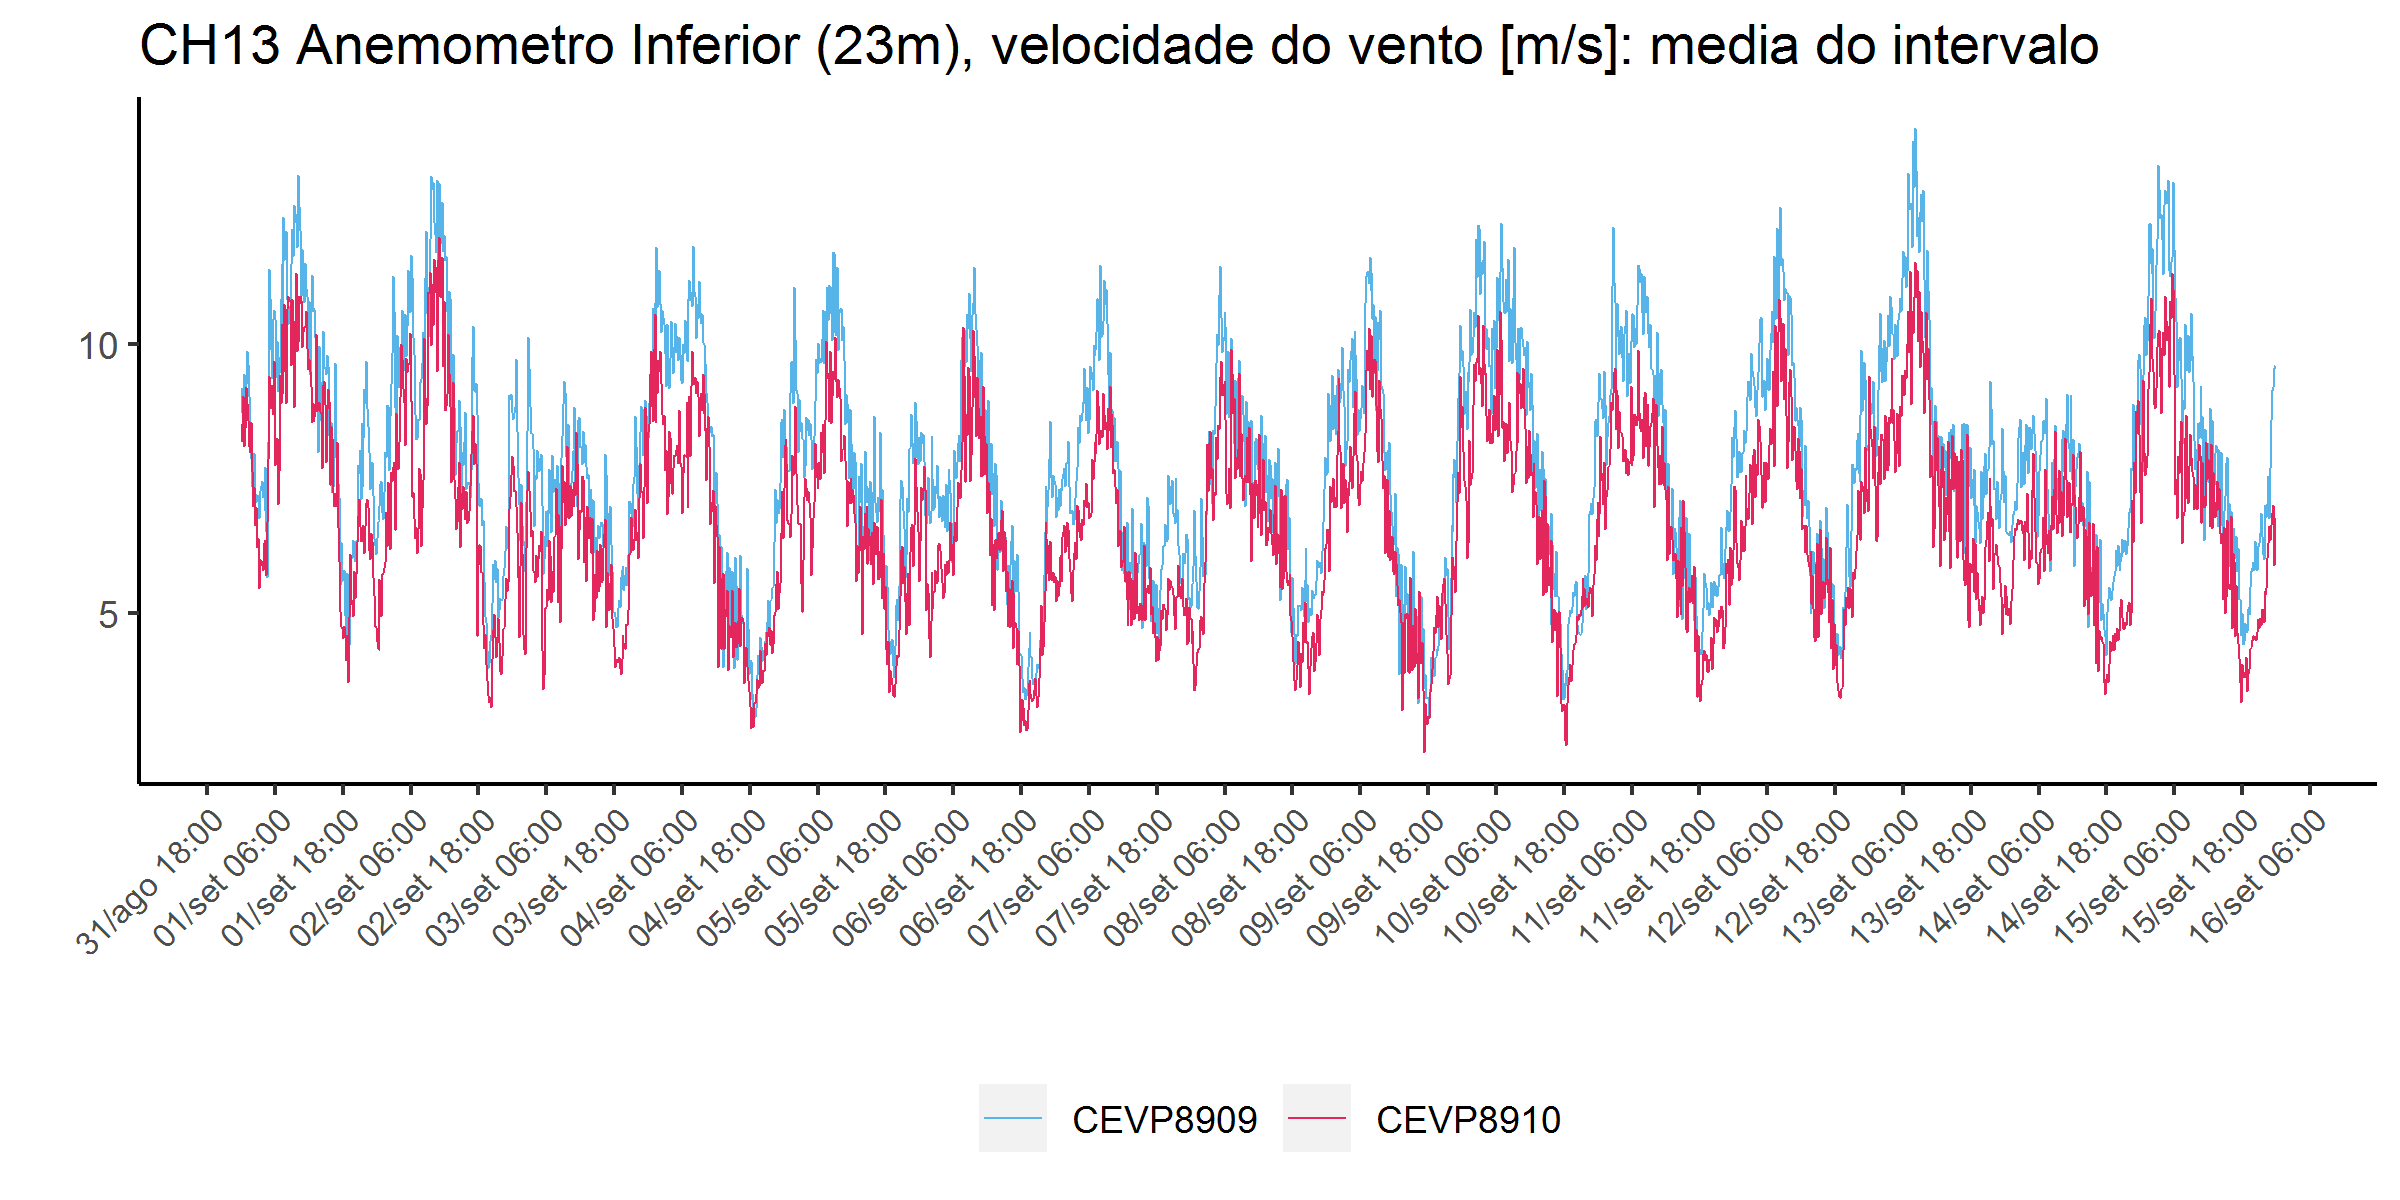 CH13 Anemometro Inferior (23m), velocidade do vento [m/s]: media do intervalo
10
5
31/ago 18:00
01/set 06:00
01/set 18:00
02/set 06:00
02/set 18:00
03/set 06:00
03/set 18:00
04/set 06:00
04/set 18:00
05/set 06:00
05/set 18:00
06/set 06:00
06/set 18:00
07/set 06:00
07/set 18:00
08/set 06:00
08/set 18:00
09/set 06:00
09/set 18:00
10/set 06:00
10/set 18:00
11/set 06:00
11/set 18:00
12/set 06:00
12/set 18:00
13/set 06:00
13/set 18:00
14/set 06:00
14/set 18:00
15/set 06:00
15/set 18:00
16/set 06:00
CEVP8909 CEVP8910